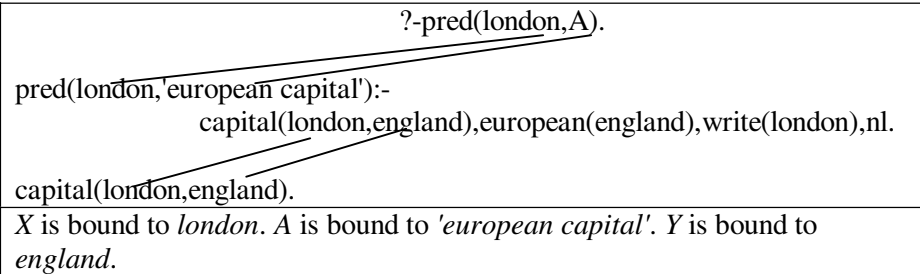 ?-pred(london,A).
pred(london,'european capital'):-
capital(london,england),european(england),write(london),nl.
capital(london,england).
X is bound to london. A is bound to 'european capital'. Y is bound to
england.